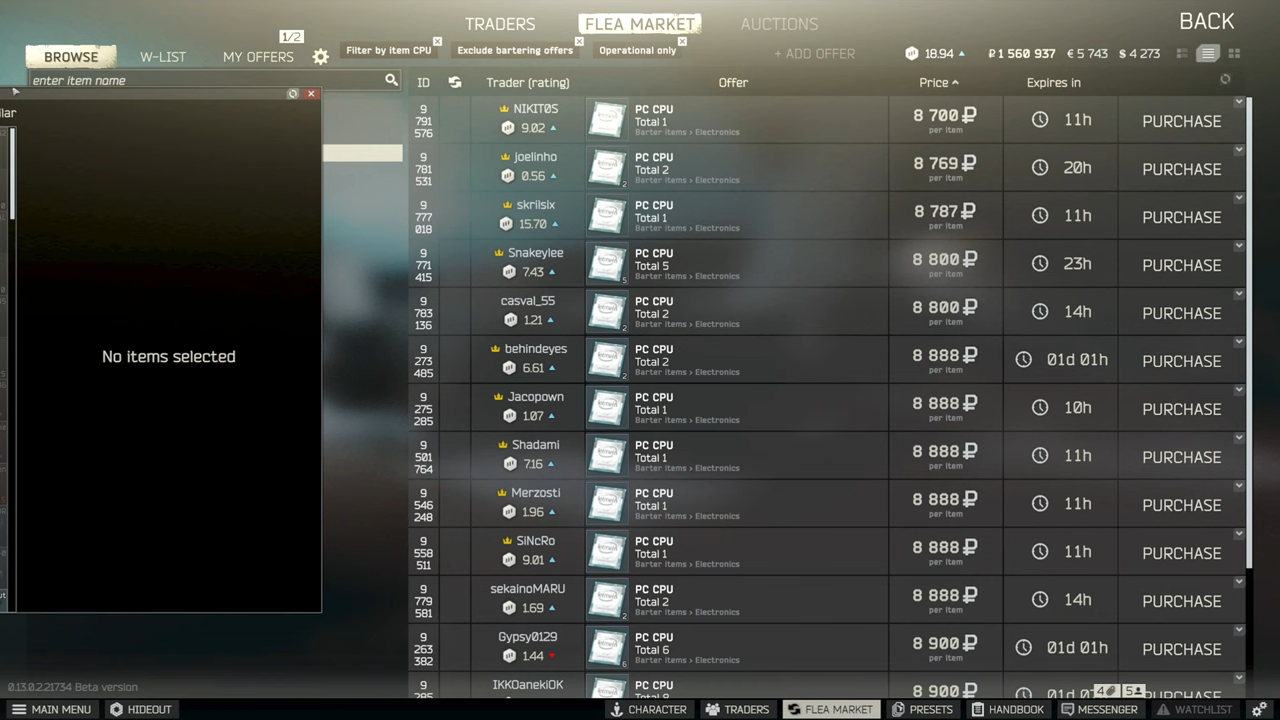 TRADERS
FLEA MARKET
AUCTIONS
BACK
1/2
BROWSE
W-LIST
MY OFFERS
Filter by item CPU
Exclude bartering offers
Operational only
+ ADD OFFER
18.94
₽ 1 560 937
€ 5 743
$ 4 273
enter item name
ID
Trader (rating)
Offer
Price
Expires in
ilar
No items selected
9 791 576
NIKITOS
9.02
PC CPU
Total 1
Barter items › Electronics
8 700 ₽
per item
11h
PURCHASE
9 781 531
joelinho
0.56
2
PC CPU
Total 2
Barter items › Electronics
8 769 ₽
per item
20h
PURCHASE
9 777 018
skrilsix
15.70
PC CPU
Total 1
Barter items › Electronics
8 787 ₽
per item
11h
PURCHASE
9 771 415
Snakeylee
7.43
5
PC CPU
Total 5
Barter items › Electronics
8 800 ₽
per item
23h
PURCHASE
9 783 135
casval_55
1.21
2
PC CPU
Total 2
Barter items › Electronics
8 800 ₽
per item
14h
PURCHASE
9 273 485
behindeyes
6.61
2
PC CPU
Total 2
Barter items › Electronics
8 888 ₽
per item
01d 01h
PURCHASE
9 276 285
Jacopown
1.07
PC CPU
Total 1
Barter items › Electronics
8 888 ₽
per item
10h
PURCHASE
9 501 764
Shadami
7.16
PC CPU
Total 1
Barter items › Electronics
8 888 ₽
per item
11h
PURCHASE
9 546 248
Merzosti
1.96
PC CPU
Total 1
Barter items › Electronics
8 888 ₽
per item
11h
PURCHASE
9 559 511
SiNoRo
9.01
PC CPU
Total 1
Barter items › Electronics
8 888 ₽
per item
11h
PURCHASE
9 779 581
sekainoMARU
1.69
2
PC CPU
Total 2
Barter items › Electronics
8 888 ₽
per item
14h
PURCHASE
9 263 382
Gypsy0129
1.44
6
PC CPU
Total 6
Barter items › Electronics
8 900 ₽
per item
01d 01h
PURCHASE
9
IKKOanekiOK
PC CPU
8 900 ₽
PURCHASE
0.13.0.2.21734 Beta version
MAIN MENU
HIDEOUT
CHARACTER
TRADERS
FLEA MARKET
PRESETS
HANDBOOK
MESSENGER
WATCHLIST